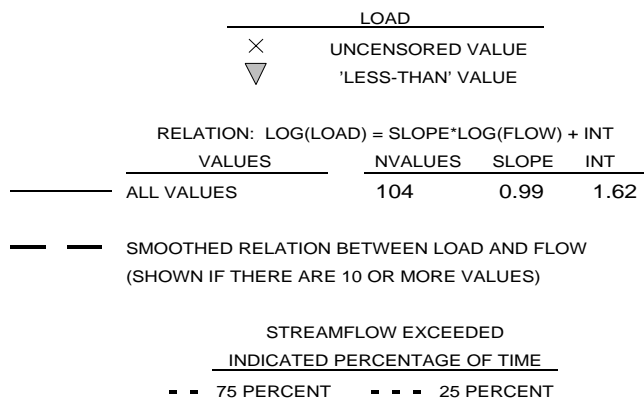 LOAD
UNCENSORED VALUE
'LESS-THAN' VALUE
RELATION: LOG(LOAD) = SLOPE*LOG(FLOW) + INT
VALUES NVALUES SLOPE INT
ALL VALUES 104 0.99 1.62
SMOOTHED RELATION BETWEEN LOAD AND FLOW
(SHOWN IF THERE ARE 10 OR MORE VALUES)
STREAMFLOW EXCEEDED
INDICATED PERCENTAGE OF TIME
75 PERCENT 25 PERCENT